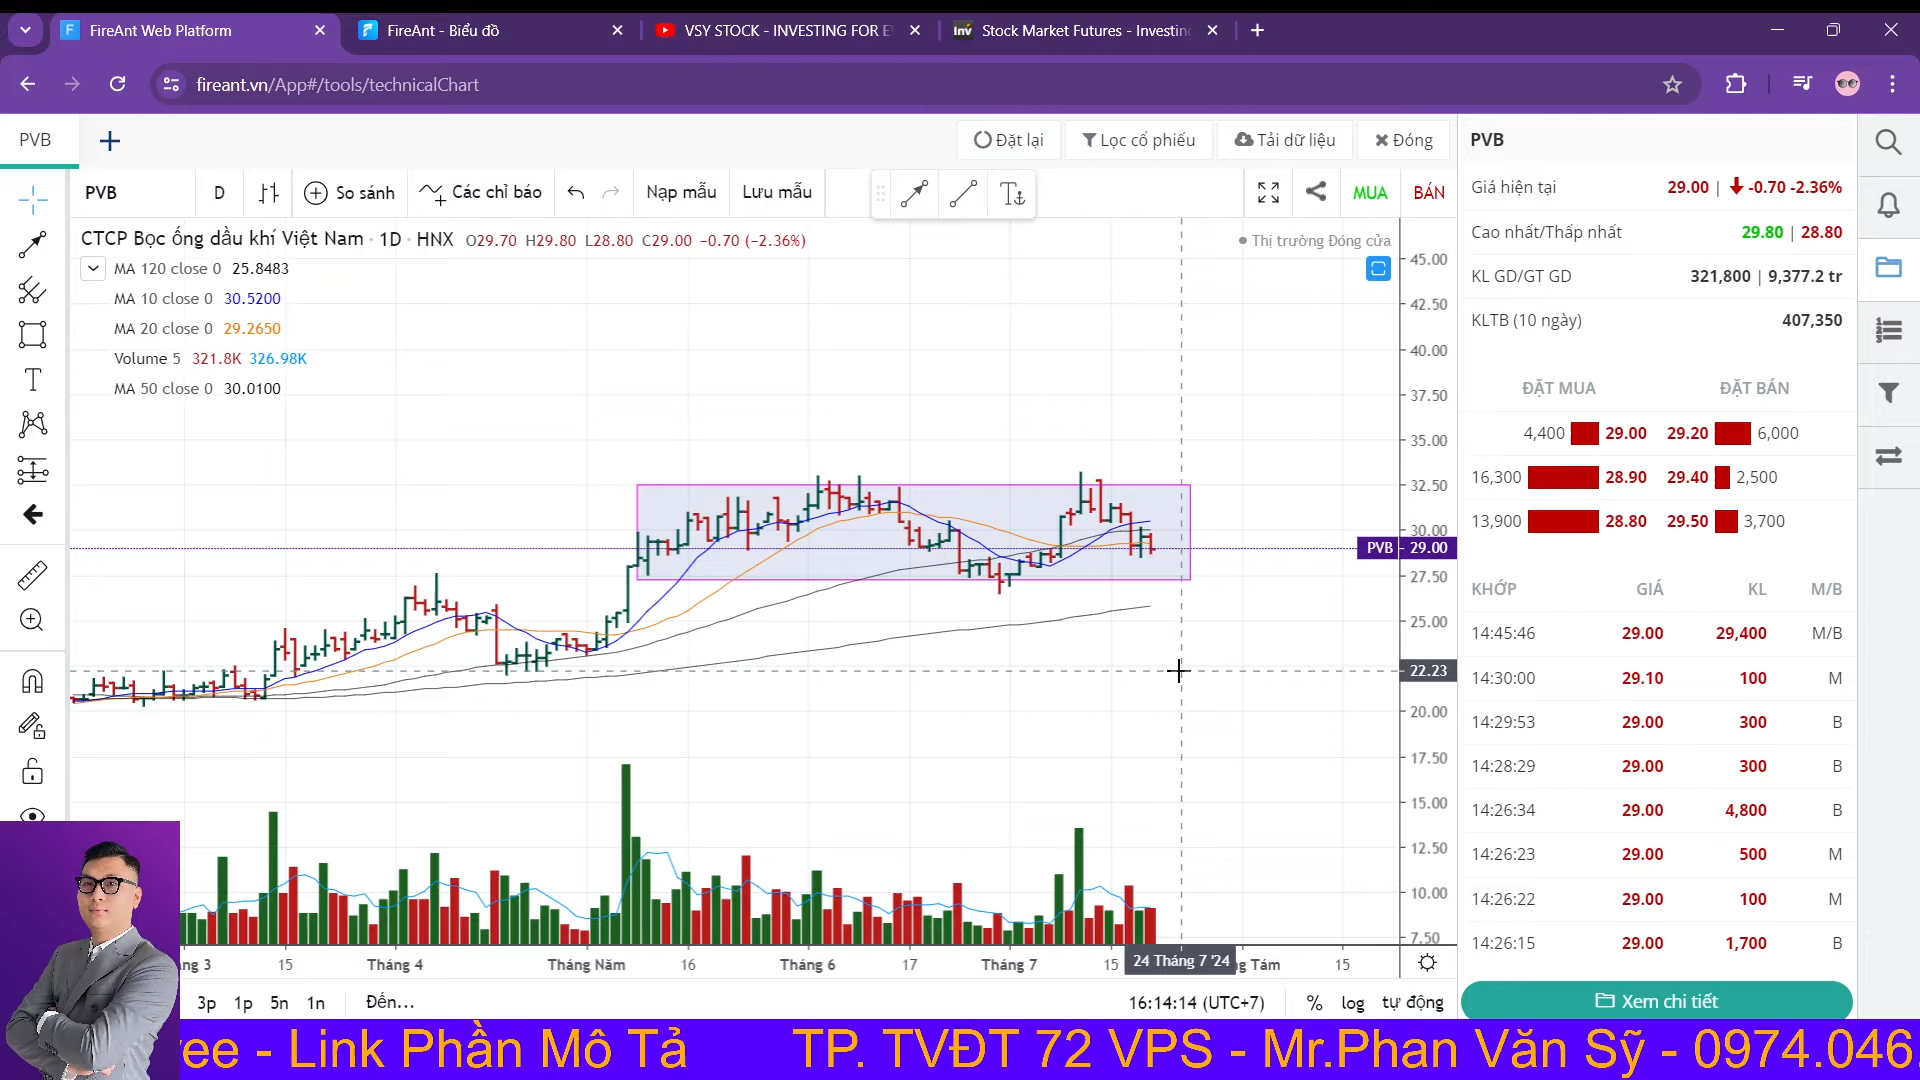 FireAnt Web Platform
FireAnt - Biểu đồ
VSY STOCK - INVESTING FOR E
Stock Market Futures - Investing
fireant.vn/App#/tools/technicalChart
PVB
Đặt lại
Lọc cổ phiếu
Tải dữ liệu
Đóng
PVB
D
So sánh
Các chỉ báo
Nạp mẫu
Lưu mẫu
MUA
BÁN
CTCP Bọc ống dầu khí Việt Nam · 1D · HNX O29.70 H29.80 L28.80 C29.00 −0.70 (−2.36%)
Thị trường Đóng cửa
MA 120 close 0 25.8483
MA 10 close 0 30.5200
MA 20 close 0 29.2650
Volume 5 321.8K 326.98K
MA 50 close 0 30.0100
45.00
42.50
40.00
37.50
35.00
32.50
30.00
PVB 29.00
27.50
25.00
22.23
20.00
17.50
15.00
12.50
10.00
7.50
ng 3
15
Tháng 4
Tháng Năm
16
Tháng 6
17
Tháng 7
15
24 Tháng 7 '24
g Tám
15
3p 1p 5n 1n
Đến...
16:14:14 (UTC+7)
% log tự động
PVB
Giá hiện tại 29.00 | -0.70 -2.36%
Cao nhất/Thấp nhất 29.80 | 28.80
KL GD/GT GD 321,800 | 9,377.2 tr
KLTB (10 ngày) 407,350
ĐẶT MUA ĐẶT BÁN
4,400 29.00 29.20 6,000
16,300 28.90 29.40 2,500
13,900 28.80 29.50 3,700
KHỚP GIÁ KL M/B
14:45:46 29.00 29,400 M/B
14:30:00 29.10 100 M
14:29:53 29.00 300 B
14:28:29 29.00 300 B
14:26:34 29.00 4,800 B
14:26:23 29.00 500 M
14:26:22 29.00 100 M
14:26:15 29.00 1,700 B
Xem chi tiết
ree - Link Phần Mô Tả TP. TVĐT 72 VPS - Mr.Phan Văn Sỹ - 0974.046